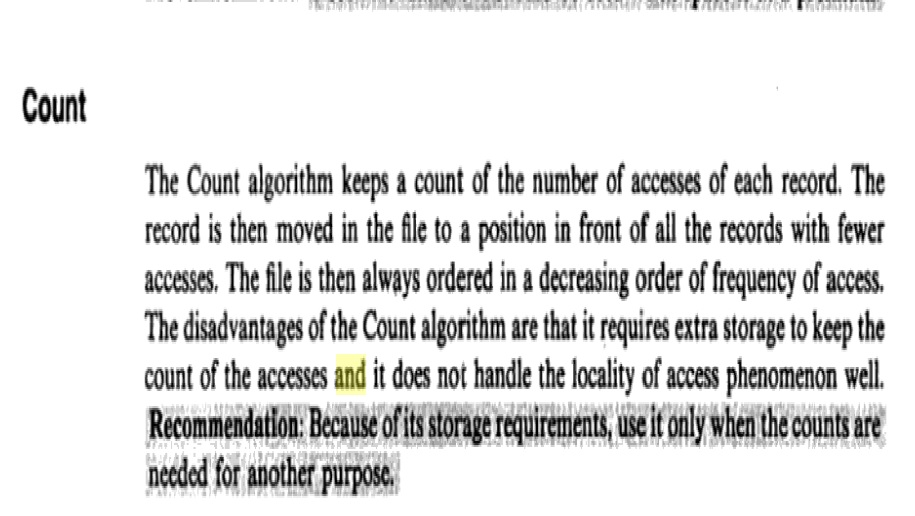 Count
The Count algorithm keeps a count of the number of accesses of each record. The
record is then moved in the file to a position in front of all the records with fewer
accesses. The file is then always ordered in a decreasing order of frequency of access.
The disadvantages of the Count algorithm are that it requires extra storage to keep the
count of the accesses and it does not handle the locality of access phenomenon well.
Recommendation: Because of its storage requirements, use it only when the counts are
needed for another purpose.